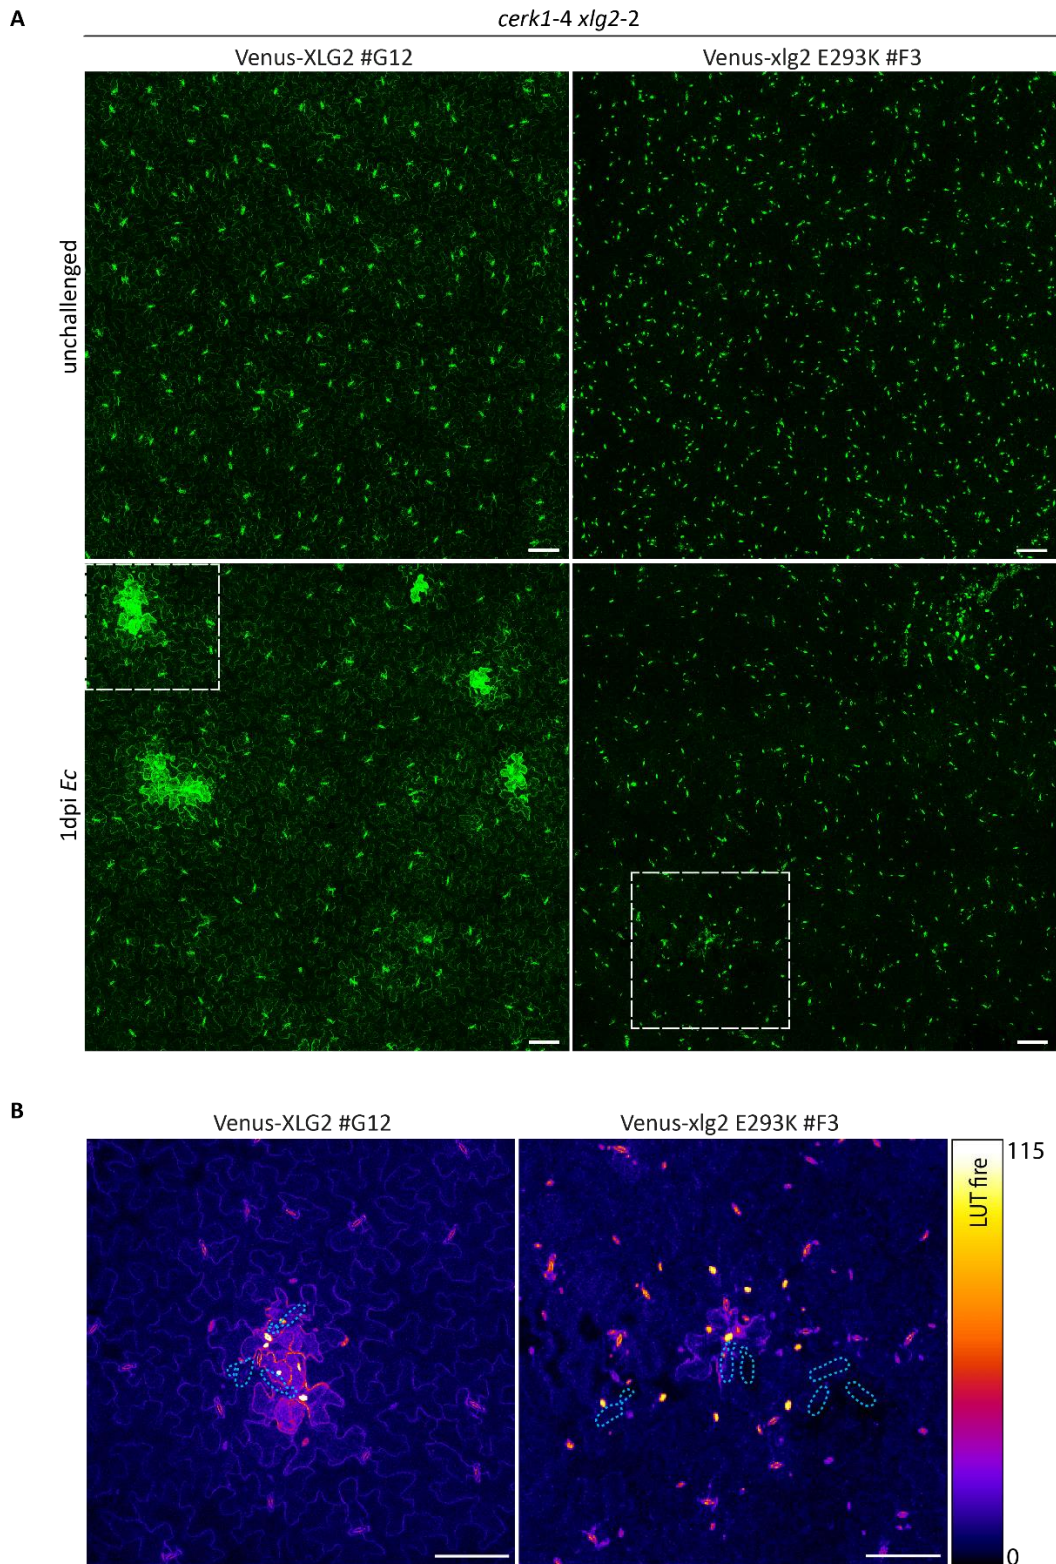 A
cerk1-4 xlg2-2
Venus-XLG2 #G12
Venus-xlg2 E293K #F3
unchallenged
1dpi Ec
B
Venus-XLG2 #G12
Venus-xlg2 E293K #F3
115
LUT fire
0